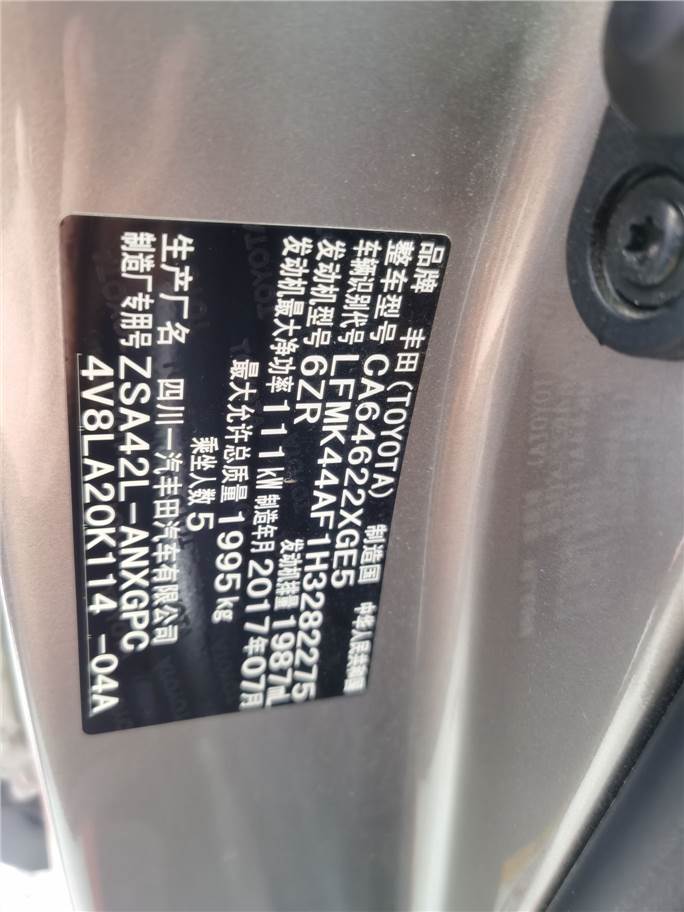 品牌 丰田(TOYOTA) 制造国 中华人民共和国
整车型号 CA64622XGE5
车辆识别代号 LFMK44AF1H3282275
发动机型号 6ZR 发动机排量 1987mL
发动机最大净功率 111kW 制造年月 2017年07月
最大允许总质量 1995kg
乘坐人数 5
生产厂名 四川一汽丰田汽车有限公司
制造厂专用号 ZSA42L-ANXGPC
4V8LA20K114 -04A